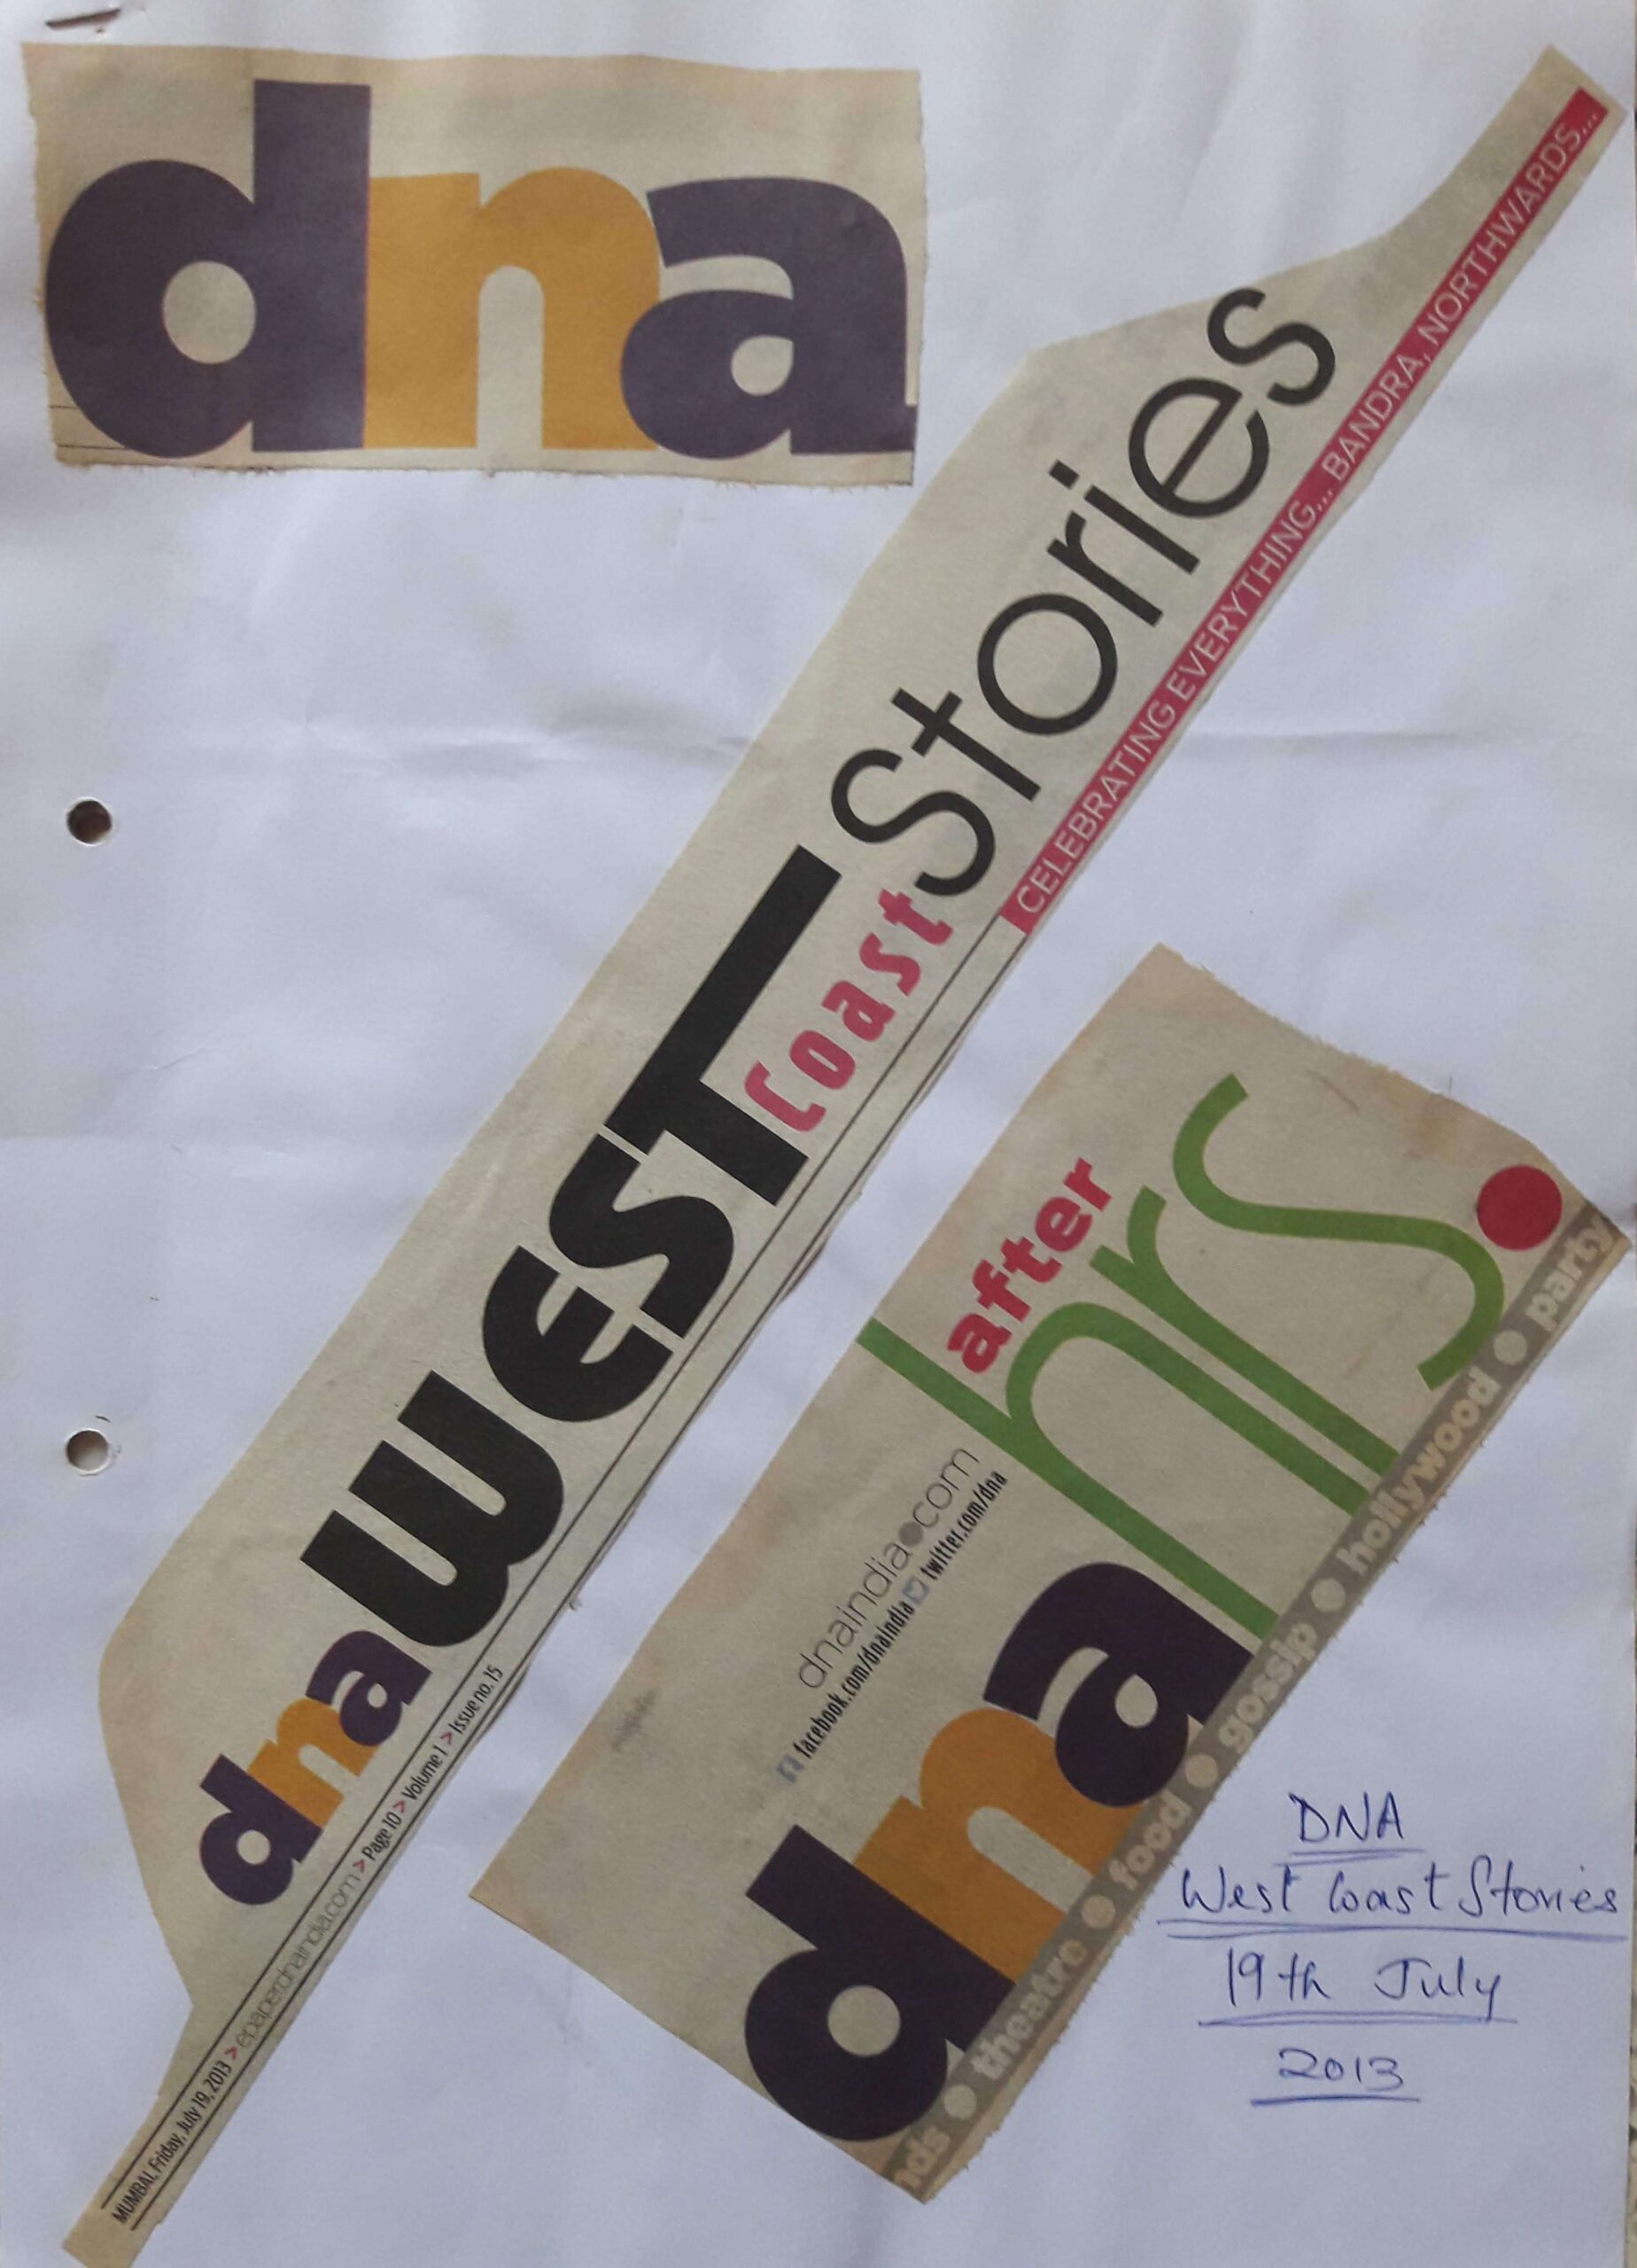 dna
dna WEST Coast Stories
CELEBRATING EVERYTHING... BANDRA, NORTHWARDS...
MUMBAI, Friday, July 19, 2013 > epaper.dnaindia.com > Page 10 > Volume 1 > Issue no. 15
dnaindia.com
facebook.com/dnaindia twitter.com/dna
dna after hrs.
nds ● theatre ● food ● gossip ● hollywood ● party
DNA
West Coast Stories
19th July
2013